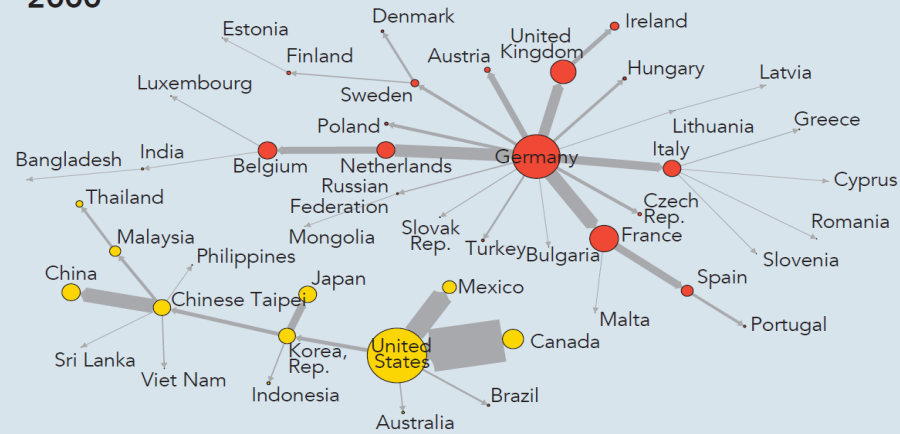 2000
Denmark
Ireland
Estonia
United
Kingdom
Austria
Finland
Hungary
Latvia
Luxembourg
Sweden
Poland
Lithuania
Greece
Bangladesh
India
Belgium
Netherlands
Germany
Italy
Cyprus
Russian
Federation
Thailand
Czech
Rep.
Romania
Mongolia
Slovak
Rep.
Turkey
Bulgaria
France
Malaysia
Philippines
Slovenia
China
Japan
Spain
Mexico
Chinese Taipei
Malta
Portugal
Canada
United
States
Korea,
Rep.
Sri Lanka
Viet Nam
Indonesia
Brazil
Australia